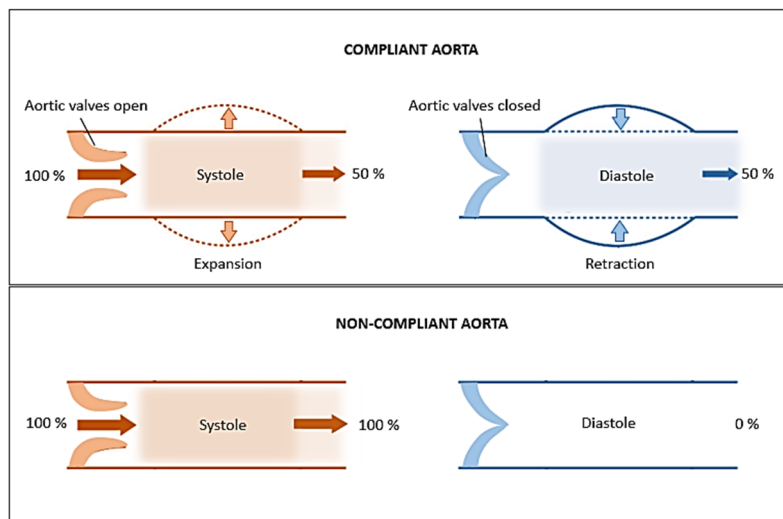 COMPLIANT AORTA
Aortic valves open
Aortic valves closed
100 %
Systole
50 %
Diastole
50 %
Expansion
Retraction
NON-COMPLIANT AORTA
100 %
Systole
100 %
Diastole
0 %